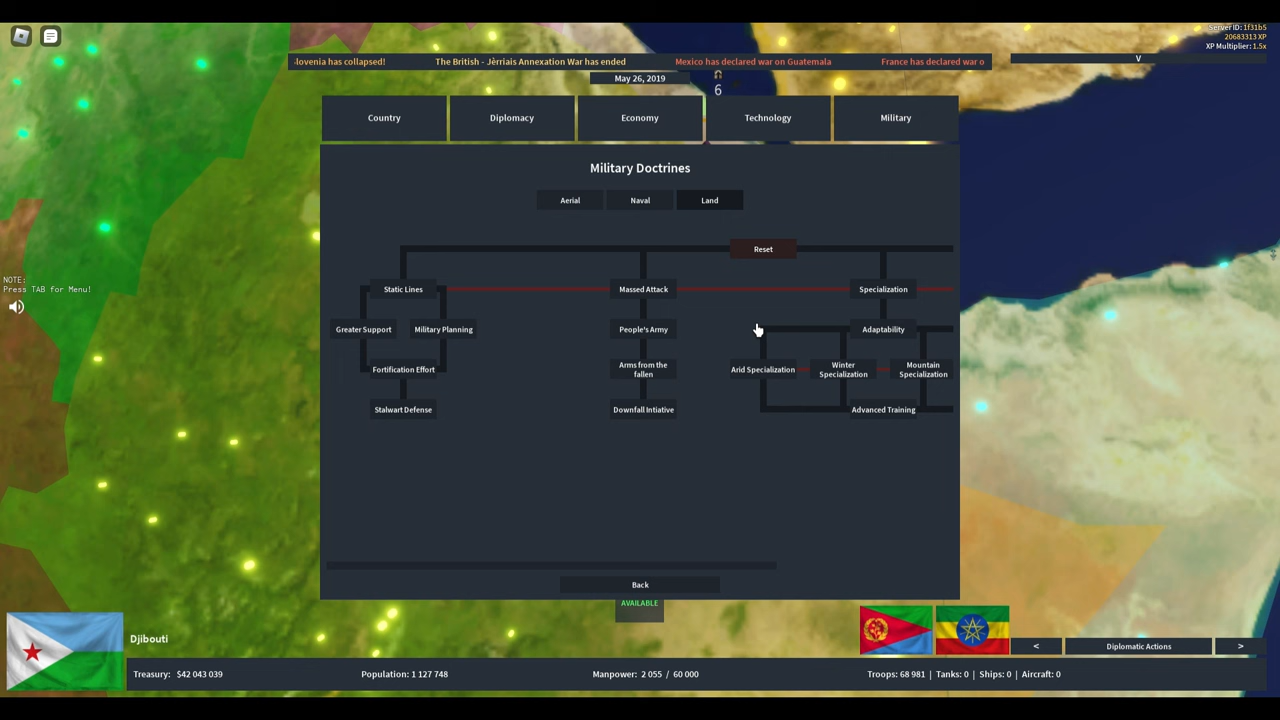 Server ID: 1f31b5
20683313 XP
XP Multiplier: 1.5x
lovenia has collapsed! The British - Jèrriais Annexation War has ended Mexico has declared war on Guatemala France has declared war o
V
May 26, 2019
6
Country Diplomacy Economy Technology Military
Military Doctrines
Aerial Naval Land
Reset
NOTE:
Press TAB for Menu!
Static Lines Massed Attack Specialization
Greater Support Military Planning People's Army Adaptability
Fortification Effort Arms from the fallen Arid Specialization Winter Specialization Mountain Specialization
Stalwart Defense Downfall Intiative Advanced Training
Back
AVAILABLE
Djibouti
< Diplomatic Actions >
Treasury: $42 043 039 Population: 1 127 748 Manpower: 2 055 / 60 000 Troops: 68 981 | Tanks: 0 | Ships: 0 | Aircraft: 0